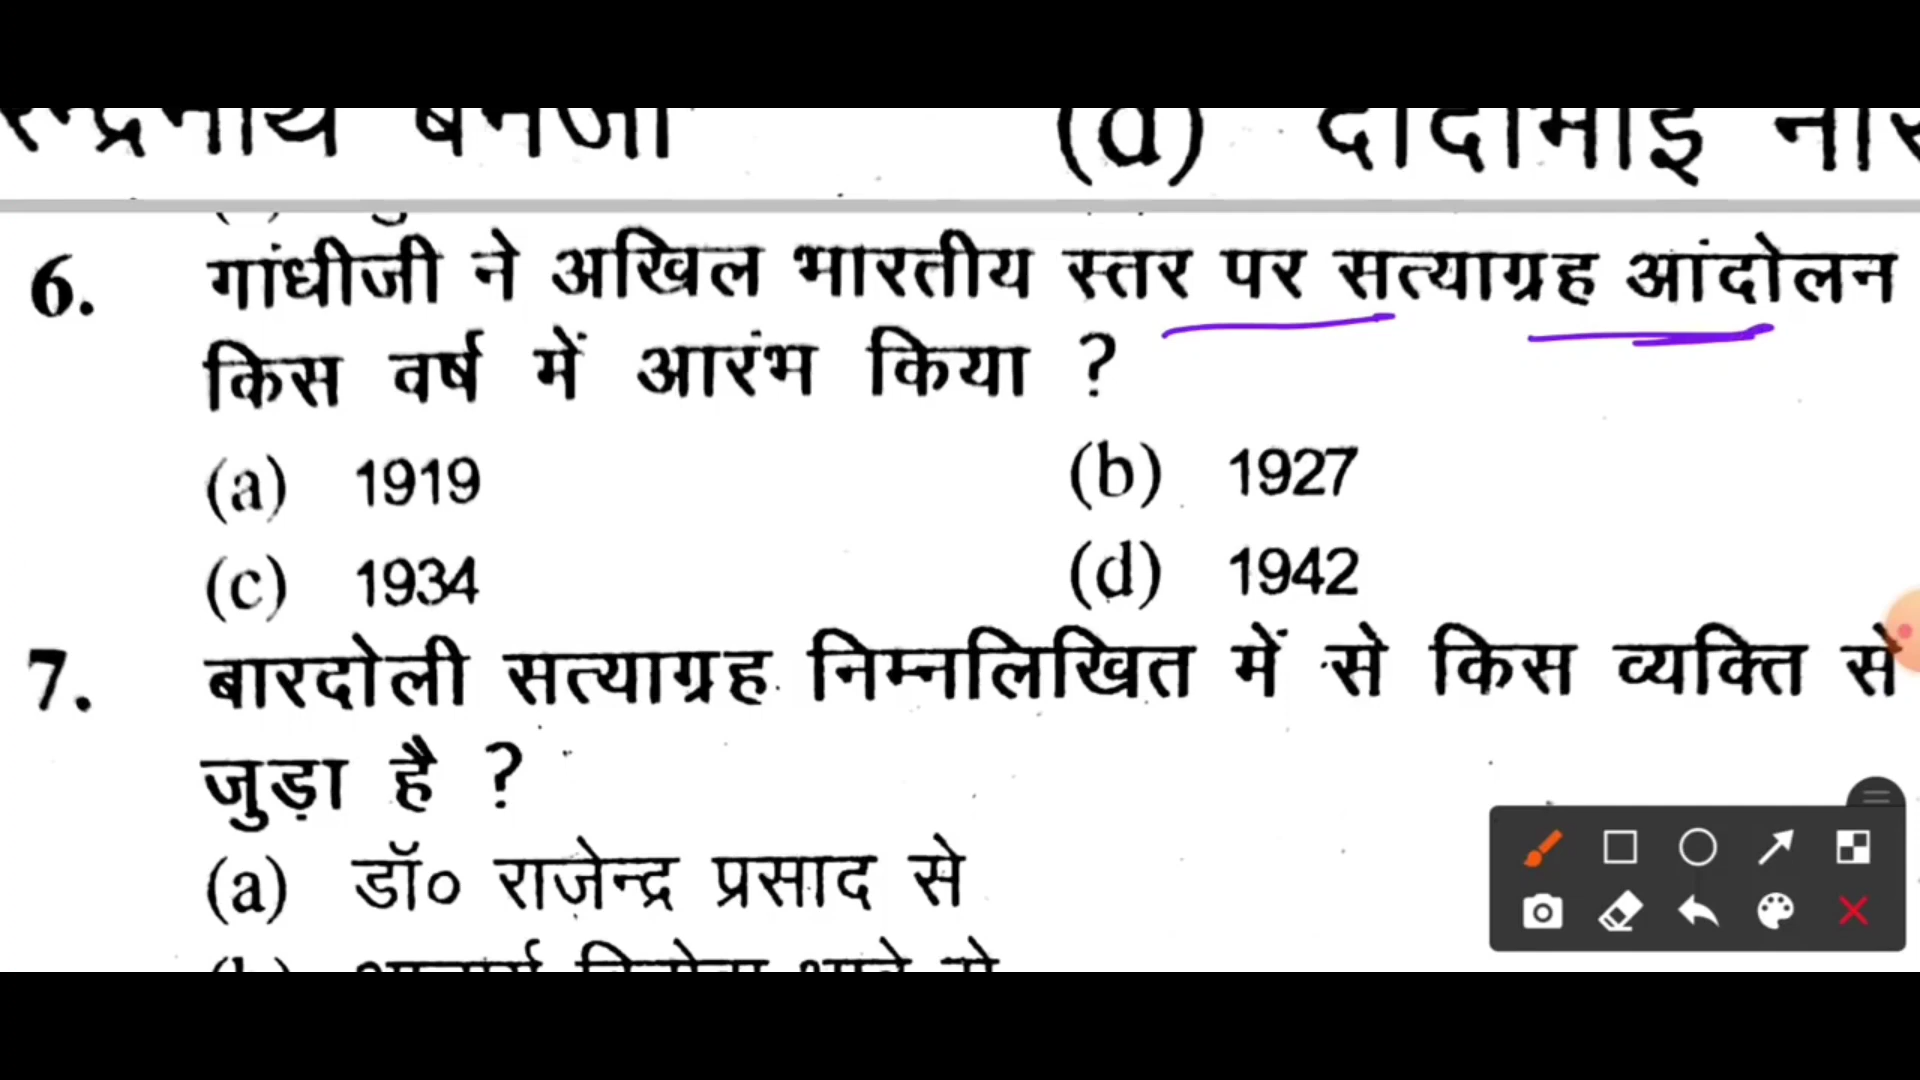 (d) दादाभाई
6. गांधीजी ने अखिल भारतीय स्तर पर सत्याग्रह आंदोलन
किस वर्ष में आरंभ किया ?
(a) 1919 (b) 1927
(c) 1934 (d) 1942
7. बारदोली सत्याग्रह निम्नलिखित में से किस व्यक्ति से
जुड़ा है ?
(a) डॉ० राजेन्द्र प्रसाद से